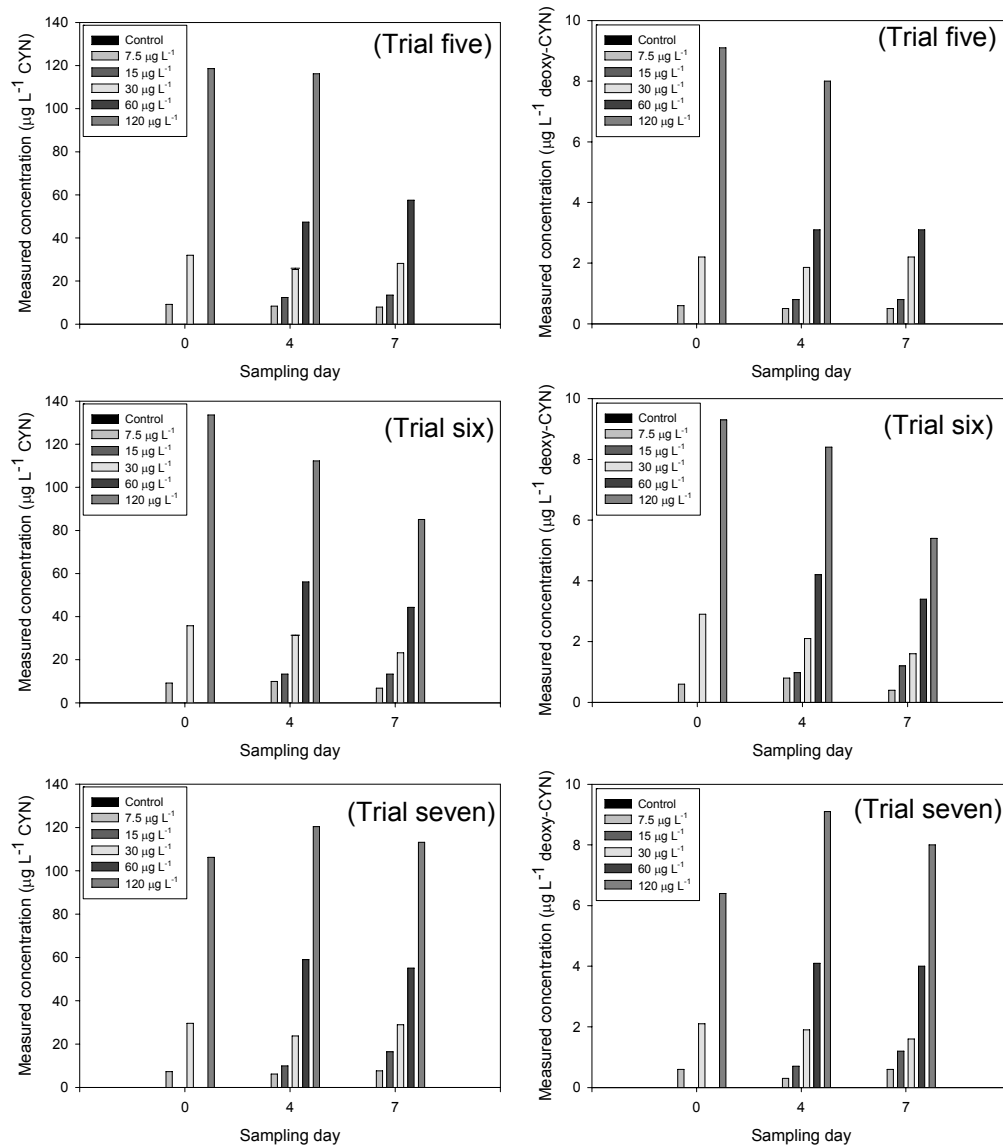 (Trial five)
Measured concentration (µg L⁻¹ CYN)
140
120
100
80
60
40
20
0
Control
7.5 µg L⁻¹
15 µg L⁻¹
30 µg L⁻¹
60 µg L⁻¹
120 µg L⁻¹
0 4 7
Sampling day
(Trial five)
Measured concentration (µg L⁻¹ deoxy-CYN)
10
8
6
4
2
0
Control
7.5 µg L⁻¹
15 µg L⁻¹
30 µg L⁻¹
60 µg L⁻¹
120 µg L⁻¹
0 4 7
Sampling day
(Trial six)
Measured concentration (µg L⁻¹ CYN)
140
120
100
80
60
40
20
0
Control
7.5 µg L⁻¹
15 µg L⁻¹
30 µg L⁻¹
60 µg L⁻¹
120 µg L⁻¹
0 4 7
Sampling day
(Trial six)
Measured concentration (µg L⁻¹ deoxy-CYN)
10
8
6
4
2
0
Control
7.5 µg L⁻¹
15 µg L⁻¹
30 µg L⁻¹
60 µg L⁻¹
120 µg L⁻¹
0 4 7
Sampling day
(Trial seven)
Measured concentration (µg L⁻¹ CYN)
140
120
100
80
60
40
20
0
Control
7.5 µg L⁻¹
15 µg L⁻¹
30 µg L⁻¹
60 µg L⁻¹
120 µg L⁻¹
0 4 7
Sampling day
(Trial seven)
Measured concentration (µg L⁻¹ deoxy-CYN)
10
8
6
4
2
0
Control
7.5 µg L⁻¹
15 µg L⁻¹
30 µg L⁻¹
60 µg L⁻¹
120 µg L⁻¹
0 4 7
Sampling day